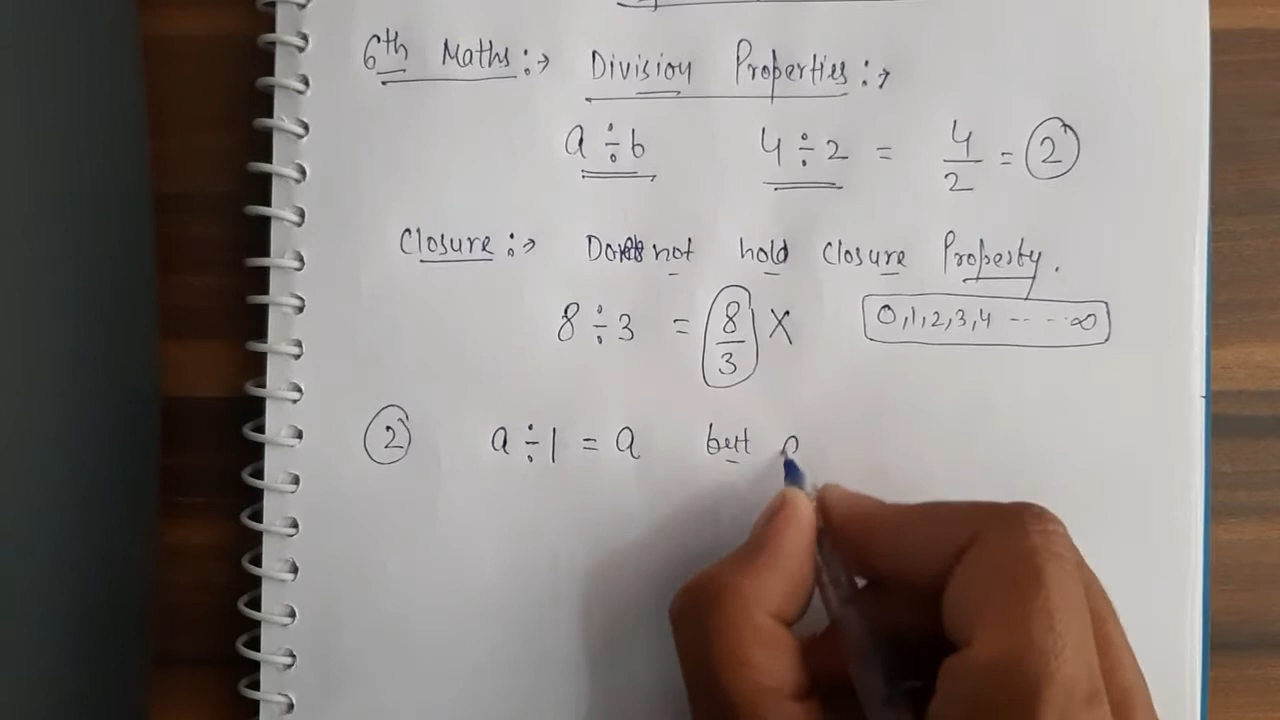 6th Maths :→ Division Properties :→
a ÷ b 4 ÷ 2 = 4/2 = 2
Closure :→ Does not hold closure Property.
8 ÷ 3 = 8/3 X 0,1,2,3,4 ----- ∞
2 a ÷ 1 = a but